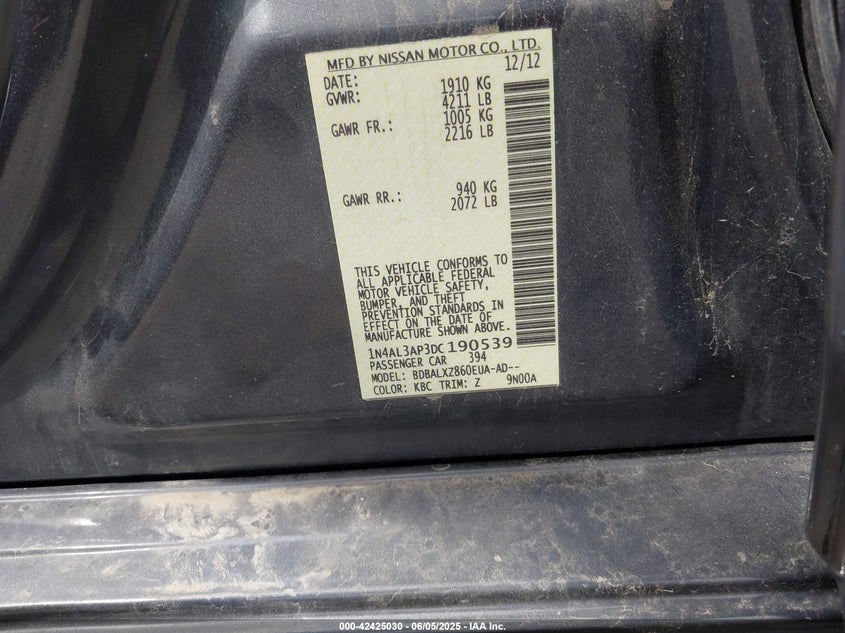 MFD BY NISSAN MOTOR CO., LTD.
DATE: 12/12
GVWR: 1910 KG
4211 LB
GAWR FR.: 1005 KG
2216 LB
GAWR RR.: 940 KG
2072 LB
THIS VEHICLE CONFORMS TO
ALL APPLICABLE FEDERAL
MOTOR VEHICLE SAFETY,
BUMPER, AND THEFT
PREVENTION STANDARDS IN
EFFECT ON THE DATE OF
MANUFACTURE SHOWN ABOVE.
1N4AL3AP3DC190539
PASSENGER CAR 394
MODEL: BDBALXZ860EUA-AD--
COLOR: KBC TRIM: Z 9N00A
000-42425030 - 06/05/2025 - IAA Inc.